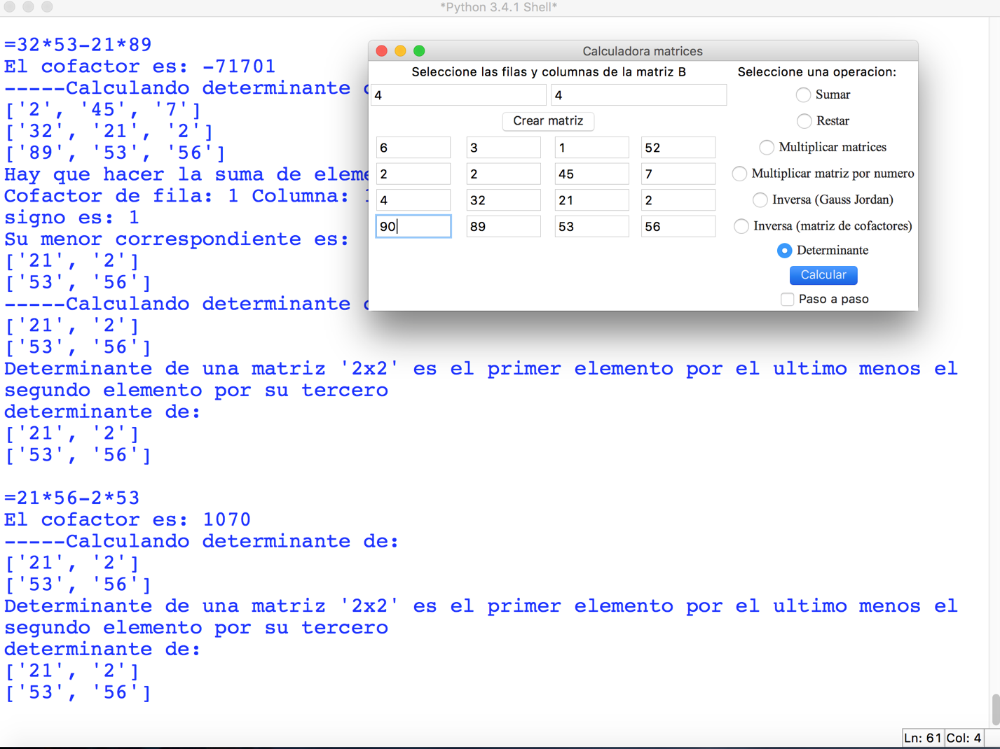 *Python 3.4.1 Shell*
=32*53-21*89
El cofactor es: -71701
-----Calculando determinante
['2', '45', '7']
['32', '21', '2']
['89', '53', '56']
Hay que hacer la suma de eleme
Cofactor de fila: 1 Columna:
signo es: 1
Su menor correspondiente es:
['21', '2']
['53', '56']
-----Calculando determinante
['21', '2']
['53', '56']
Determinante de una matriz '2x2' es el primer elemento por el ultimo menos el
segundo elemento por su tercero
determinante de:
['21', '2']
['53', '56']
=21*56-2*53
El cofactor es: 1070
-----Calculando determinante de:
['21', '2']
['53', '56']
Determinante de una matriz '2x2' es el primer elemento por el ultimo menos el
segundo elemento por su tercero
determinante de:
['21', '2']
['53', '56']
Ln: 61 Col: 4
Calculadora matrices
Seleccione las filas y columnas de la matriz B
4 4
Crear matriz
6 3 1 52
2 2 45 7
4 32 21 2
90 89 53 56
Seleccione una operacion:
Sumar
Restar
Multiplicar matrices
Multiplicar matriz por numero
Inversa (Gauss Jordan)
Inversa (matriz de cofactores)
Determinante
Calcular
Paso a paso